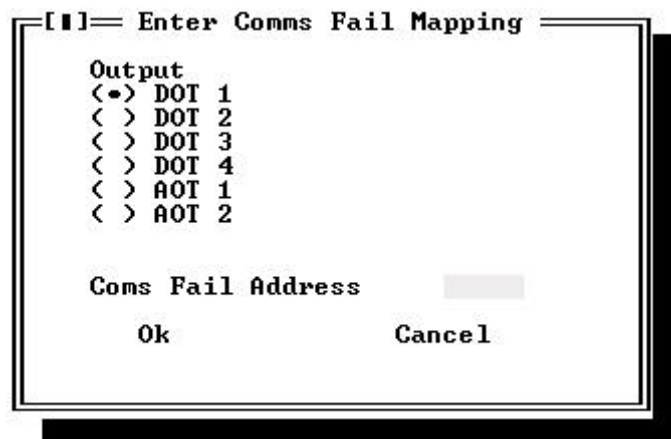 [▮] Enter Comms Fail Mapping
Output
(•) DOT 1
( ) DOT 2
( ) DOT 3
( ) DOT 4
( ) AOT 1
( ) AOT 2
Coms Fail Address
Ok Cancel